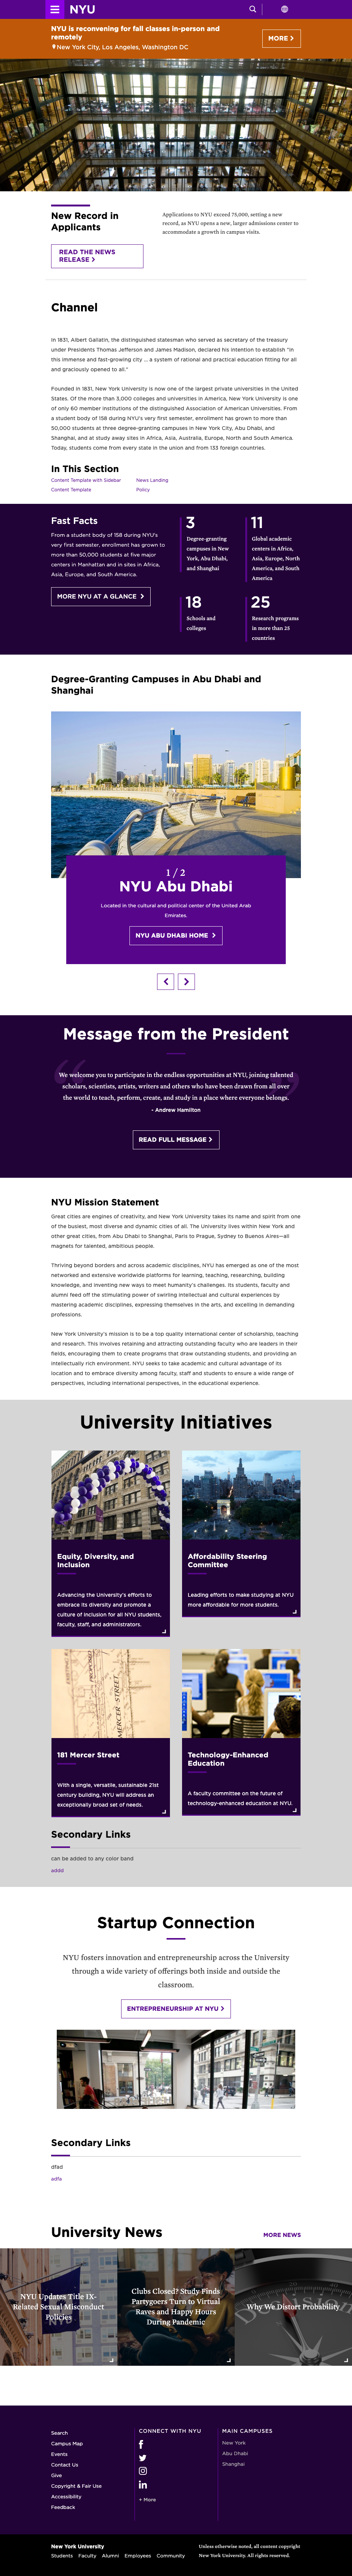 NYU
NYU is reconvening for fall classes in-person and
remotely
New York City, Los Angeles, Washington DC
MORE
New Record in
Applicants
READ THE NEWS
RELEASE
Applications to NYU exceed 75,000, setting a new
record, as NYU opens a new, larger admissions center to
accommodate a growth in campus visits.
Channel
In 1831, Albert Gallatin, the distinguished statesman who served as secretary of the treasury
under Presidents Thomas Jefferson and James Madison, declared his intention to establish "in
this immense and fast-growing city ... a system of rational and practical education fitting for all
and graciously opened to all."
Founded in 1831, New York University is now one of the largest private universities in the United
States. Of the more than 3,000 colleges and universities in America, New York University is one
of only 60 member institutions of the distinguished Association of American Universities. From
a student body of 158 during NYU's very first semester, enrollment has grown to more than
50,000 students at three degree-granting campuses in New York City, Abu Dhabi, and
Shanghai, and at study away sites in Africa, Asia, Australia, Europe, North and South America.
Today, students come from every state in the union and from 133 foreign countries.
In This Section
Content Template with Sidebar
News Landing
Content Template
Policy
Fast Facts
From a student body of 158 during NYU's
very first semester, enrollment has grown to
more than 50,000 students at five major
centers in Manhattan and in sites in Africa,
Asia, Europe, and South America.
MORE NYU AT A GLANCE
3
Degree-granting
campuses in New
York, Abu Dhabi,
and Shanghai
11
Global academic
centers in Africa,
Asia, Europe, North
America, and South
America
18
Schools and
colleges
25
Research programs
in more than 25
countries
Degree-Granting Campuses in Abu Dhabi and
Shanghai
1 / 2
NYU Abu Dhabi
Located in the cultural and political center of the United Arab
Emirates.
NYU ABU DHABI HOME
Message from the President
We welcome you to participate in the endless opportunities at NYU, joining talented
scholars, scientists, artists, writers and others who have been drawn from all over
the world to teach, perform, create, and study in a place where everyone belongs.
- Andrew Hamilton
READ FULL MESSAGE
NYU Mission Statement
Great cities are engines of creativity, and New York University takes its name and spirit from one
of the busiest, most diverse and dynamic cities of all. The University lives within New York and
other great cities, from Abu Dhabi to Shanghai, Paris to Prague, Sydney to Buenos Aires—all
magnets for talented, ambitious people.
Thriving beyond borders and across academic disciplines, NYU has emerged as one of the most
networked and extensive worldwide platforms for learning, teaching, researching, building
knowledge, and inventing new ways to meet humanity's challenges. Its students, faculty and
alumni feed off the stimulating power of swirling intellectual and cultural experiences by
mastering academic disciplines, expressing themselves in the arts, and excelling in demanding
professions.
New York University's mission is to be a top quality international center of scholarship, teaching
and research. This involves retaining and attracting outstanding faculty who are leaders in their
fields, encouraging them to create programs that draw outstanding students, and providing an
intellectually rich environment. NYU seeks to take academic and cultural advantage of its
location and to embrace diversity among faculty, staff and students to ensure a wide range of
perspectives, including international perspectives, in the educational experience.
University Initiatives
Equity, Diversity, and
Inclusion
Advancing the University's efforts to
embrace its diversity and promote a
culture of inclusion for all NYU students,
faculty, staff, and administrators.
Affordability Steering
Committee
Leading efforts to make studying at NYU
more affordable for more students.
MERCER STREET
181 Mercer Street
With a single, versatile, sustainable 21st
century building, NYU will address an
exceptionally broad set of needs.
Technology-Enhanced
Education
A faculty committee on the future of
technology-enhanced education at NYU.
Secondary Links
can be added to any color band
addd
Startup Connection
NYU fosters innovation and entrepreneurship across the University
through a wide variety of offerings both inside and outside the
classroom.
ENTREPRENEURSHIP AT NYU
Secondary Links
dfad
adfa
University News
MORE NEWS
NYU Updates Title IX-
Related Sexual Misconduct
Policies
Clubs Closed? Study Finds
Partygoers Turn to Virtual
Raves and Happy Hours
During Pandemic
Why We Distort Probability
Search
Campus Map
Events
Contact Us
Give
Copyright & Fair Use
Accessibility
Feedback
CONNECT WITH NYU
+ More
MAIN CAMPUSES
New York
Abu Dhabi
Shanghai
New York University
Students Faculty Alumni Employees Community
Unless otherwise noted, all content copyright
New York University. All rights reserved.